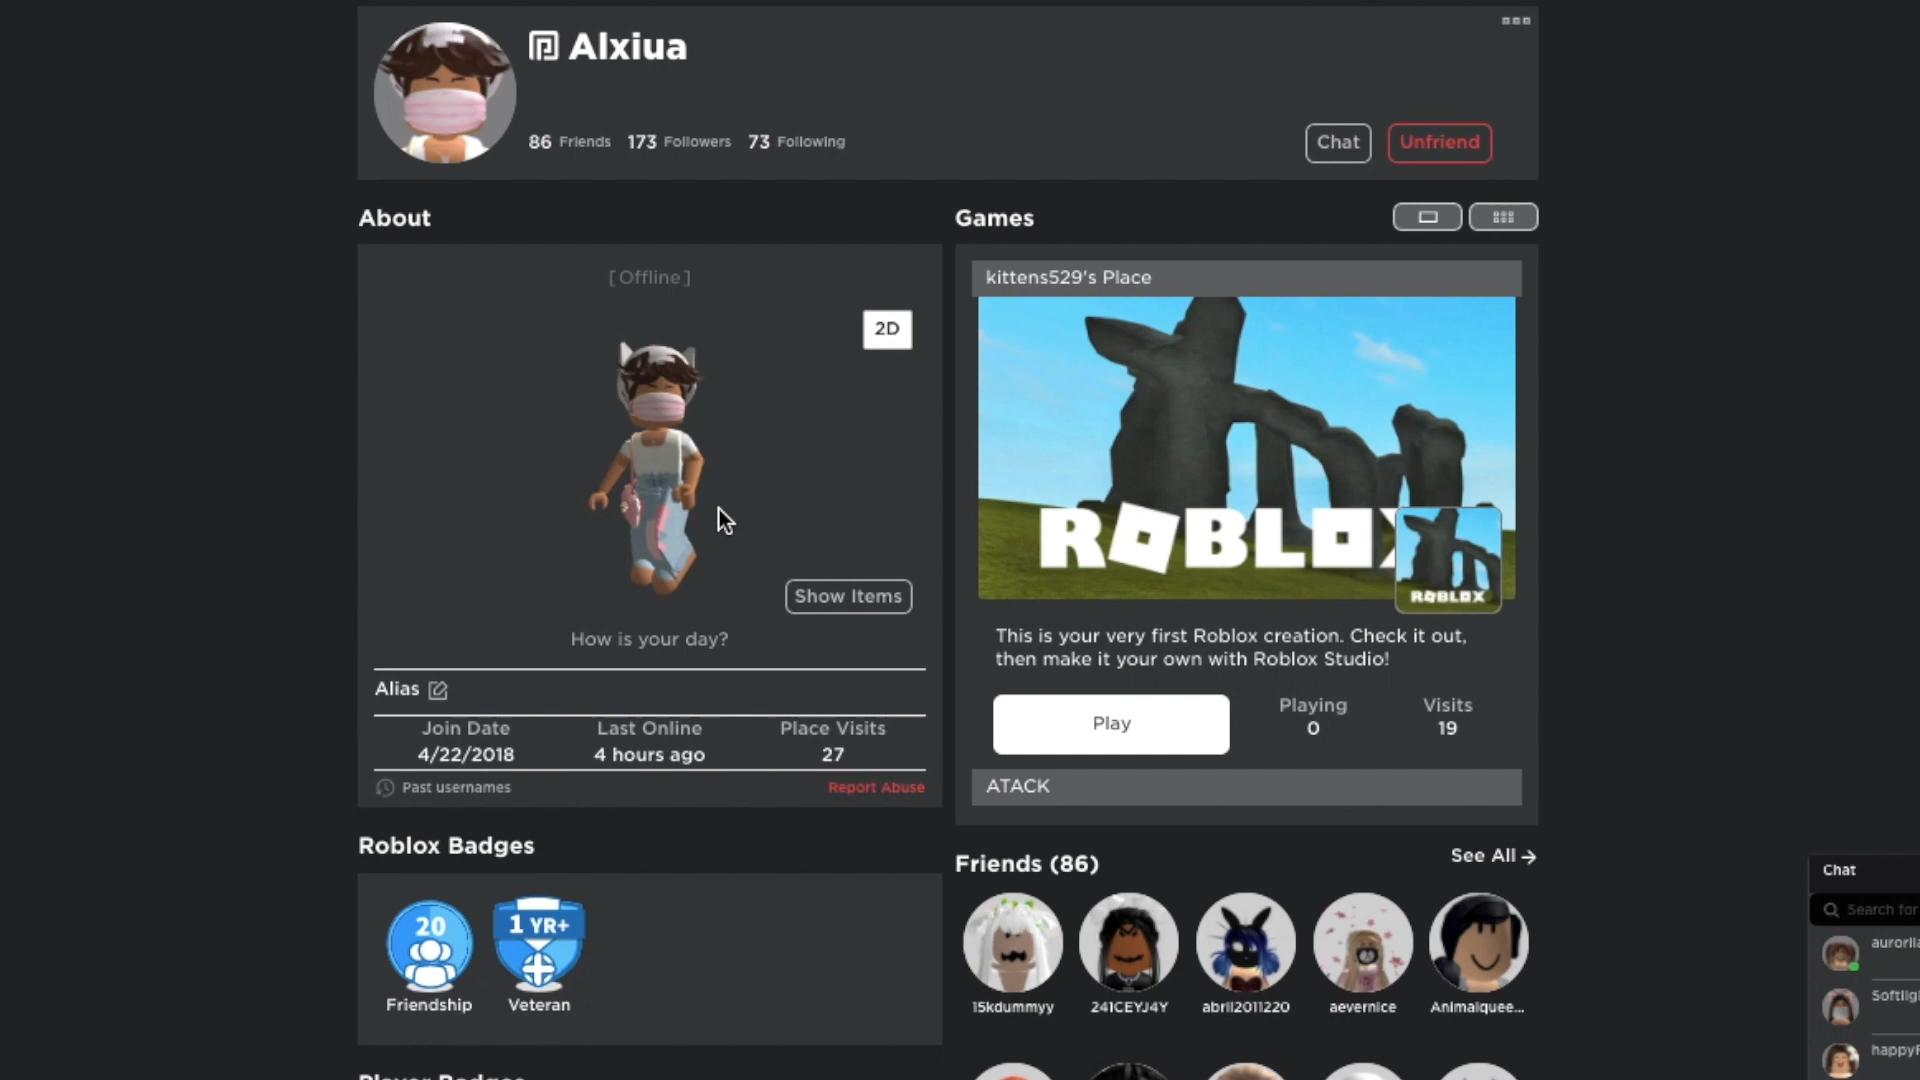 Alxiua
86 Friends 173 Followers 73 Following
Chat
Unfriend
About
[ Offline ]
2D
Show Items
How is your day?
Alias
Join Date Last Online Place Visits
4/22/2018 4 hours ago 27
Past usernames Report Abuse
Roblox Badges
20
1 YR+
Friendship Veteran
Games
kittens529's Place
ROBLOX
ROBLOX
This is your very first Roblox creation. Check it out,
then make it your own with Roblox Studio!
Play
Playing Visits
0 19
ATACK
Friends (86)
See All
15kdummyy 241CEYJ4Y abril2011220 aevernice Animalquee...
Chat
Search for